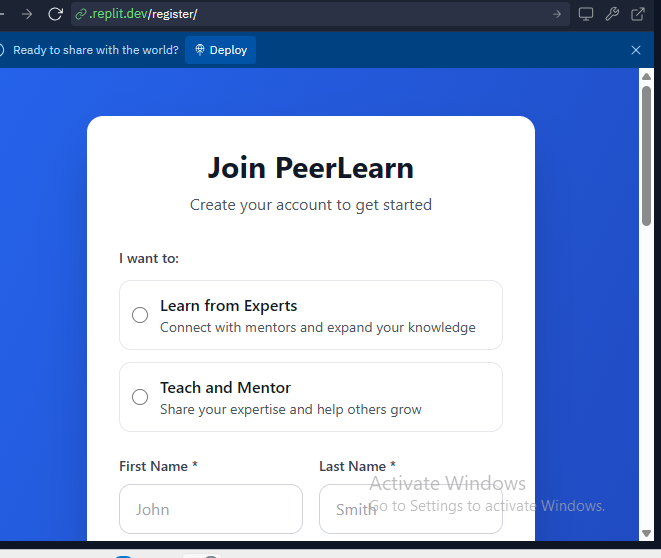 .replit.dev/register/
Ready to share with the world? Deploy
Join PeerLearn
Create your account to get started
I want to:
Learn from Experts
Connect with mentors and expand your knowledge
Teach and Mentor
Share your expertise and help others grow
First Name * Last Name *
John Smith
Activate Windows
Go to Settings to activate Windows.